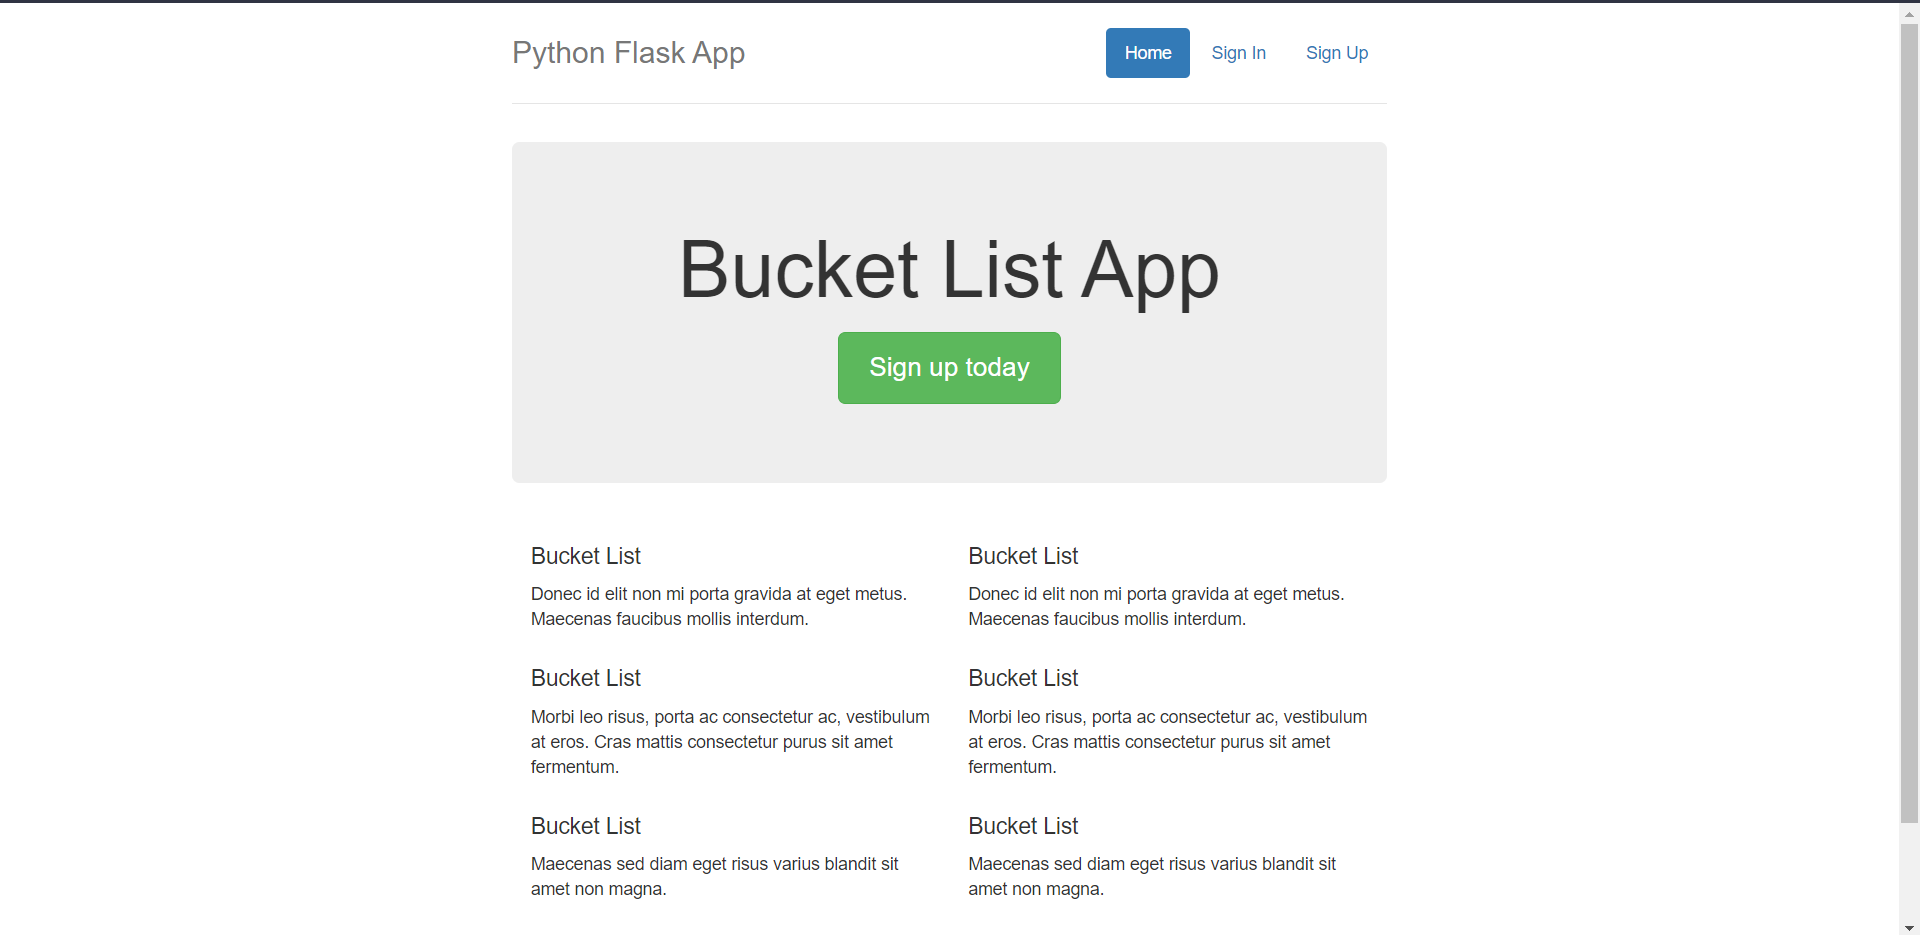 Python Flask App
Home
Sign In
Sign Up
Bucket List App
Sign up today
Bucket List
Donec id elit non mi porta gravida at eget metus.
Maecenas faucibus mollis interdum.
Bucket List
Morbi leo risus, porta ac consectetur ac, vestibulum
at eros. Cras mattis consectetur purus sit amet
fermentum.
Bucket List
Maecenas sed diam eget risus varius blandit sit
amet non magna.
Bucket List
Donec id elit non mi porta gravida at eget metus.
Maecenas faucibus mollis interdum.
Bucket List
Morbi leo risus, porta ac consectetur ac, vestibulum
at eros. Cras mattis consectetur purus sit amet
fermentum.
Bucket List
Maecenas sed diam eget risus varius blandit sit
amet non magna.